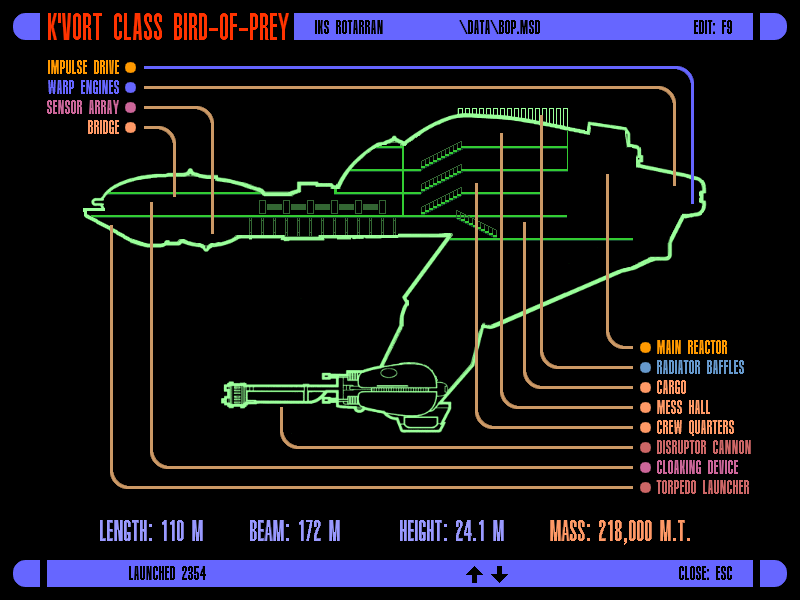 K'VORT CLASS BIRD-OF-PREY IKS ROTARRAN \DATA\BOP.MSD EDIT: F9
IMPULSE DRIVE
WARP ENGINES
SENSOR ARRAY
BRIDGE
MAIN REACTOR
RADIATOR BAFFLES
CARGO
MESS HALL
CREW QUARTERS
DISRUPTOR CANNON
CLOAKING DEVICE
TORPEDO LAUNCHER
LENGTH: 110 M BEAM: 172 M HEIGHT: 24.1 M MASS: 218,000 M.T.
LAUNCHED 2354 CLOSE: ESC